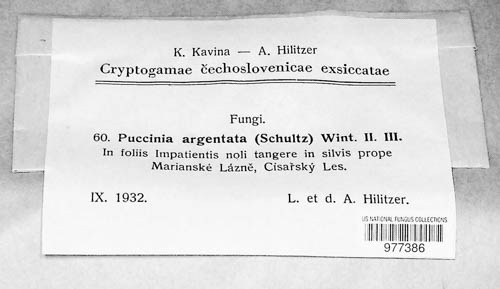 K. Kavina — A. Hilitzer
Cryptogamae čechoslovenicae exsiccatae
Fungi.
60. Puccinia argentata (Schultz) Wint. II. III.
In foliis Impatientis noli tangere in silvis prope
Marianské Lázně, Císařský Les.
IX. 1932. L. et d. A. Hilitzer.
US NATIONAL FUNGUS COLLECTIONS
977386